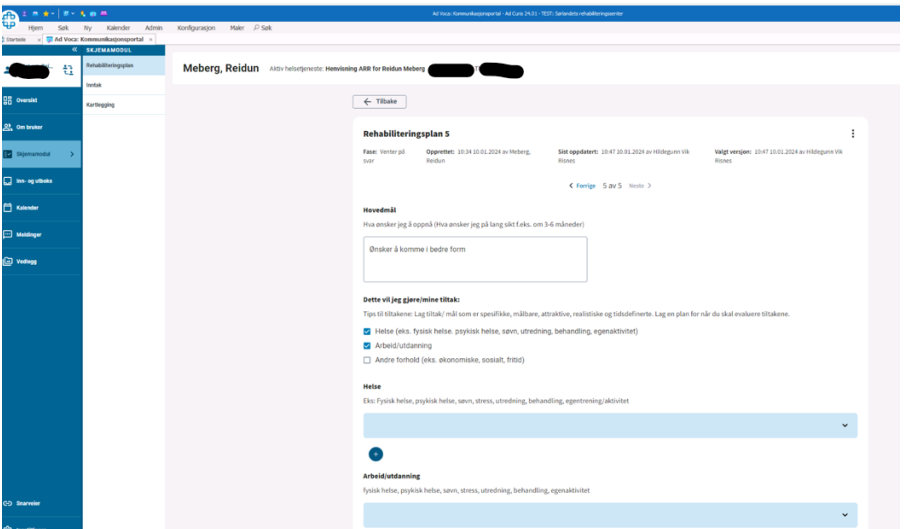 Ad Voca: Kommunikasjonsportal - Ad Cura 24.01 - TEST: Sørlandets rehabiliteringssenter
Hjem Søk Ny Kalender Admin Konfigurasjon Maler Søk
Startside × Ad Voca: Kommunikasjonsportal ×
SKJEMAMODUL
Rehabiliteringsplan
Inntak
Kartlegging
Oversikt
Om bruker
Skjemamodul
Inn- og utboks
Kalender
Meldinger
Vedlegg
Snarveier
Meberg, Reidun Aktiv helsetjeneste: Henvisning ARR for Reidun Meberg
Tilbake
Rehabiliteringsplan 5
Fase: Venter på svar
Opprettet: 10:34 10.01.2024 av Meberg, Reidun
Sist oppdatert: 10:47 10.01.2024 av Hildegunn Vik Risnes
Valgt versjon: 10:47 10.01.2024 av Hildegunn Vik Risnes
Forrige 5 av 5 Neste
Hovedmål
Hva ønsker jeg å oppnå (Hva ønsker jeg på lang sikt f.eks. om 3-6 måneder)
Ønsker å komme i bedre form
Dette vil jeg gjøre/mine tiltak:
Tips til tiltakene: Lag tiltak/ mål som er spesifikke, målbare, attraktive, realistiske og tidsdefinerte. Lag en plan for når du skal evaluere tiltakene.
Helse (eks. fysisk helse. psykisk helse, søvn, utredning, behandling, egenaktivitet)
Arbeid/utdanning
Andre forhold (eks. økonomiske, sosialt, fritid)
Helse
Eks: Fysisk helse, psykisk helse, søvn, stress, utredning, behandling, egentrening/aktivitet
Arbeid/utdanning
Fysisk helse, psykisk helse, søvn, stress, utredning, behandling, egenaktivitet